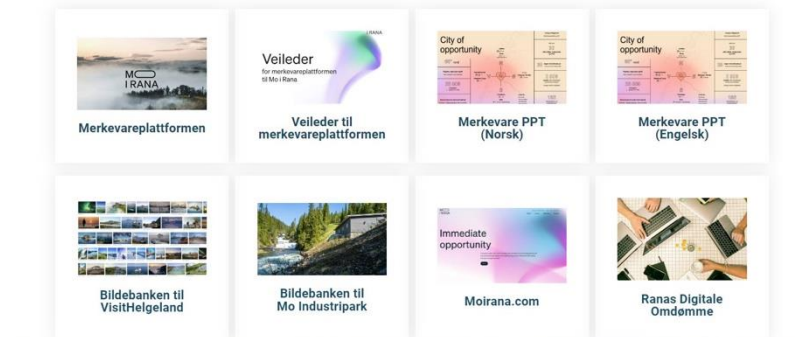 MO
I RANA
Merkevareplattformen
I RANA
Veileder
for merkevareplattformen
til Mo i Rana
Veileder til
merkevareplattformen
City of
opportunity
Merkevare PPT
(Norsk)
City of
opportunity
Merkevare PPT
(Engelsk)
Bildebanken til
VisitHelgeland
Bildebanken til
Mo Industripark
Immediate
opportunity
Moirana.com
Ranas Digitale
Omdømme